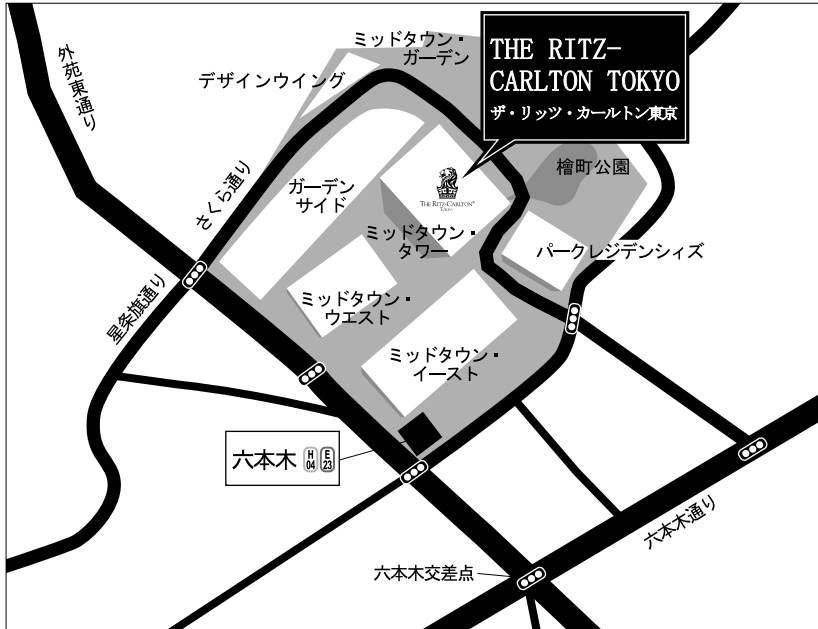 ミッドタウン・
ガーデン
THE RITZ-
CARLTON TOKYO
ザ・リッツ・カールトン東京
外苑東通り
デザインウイング
檜町公園
さくら通り
ガーデン
サイド
THE RITZ-CARLTON®
TOKYO
ミッドタウン・
タワー
パークレジデンシィズ
星条旗通り
ミッドタウン・
ウエスト
ミッドタウン・
イースト
六本木 H 04 E 23
六本木通り
六本木交差点